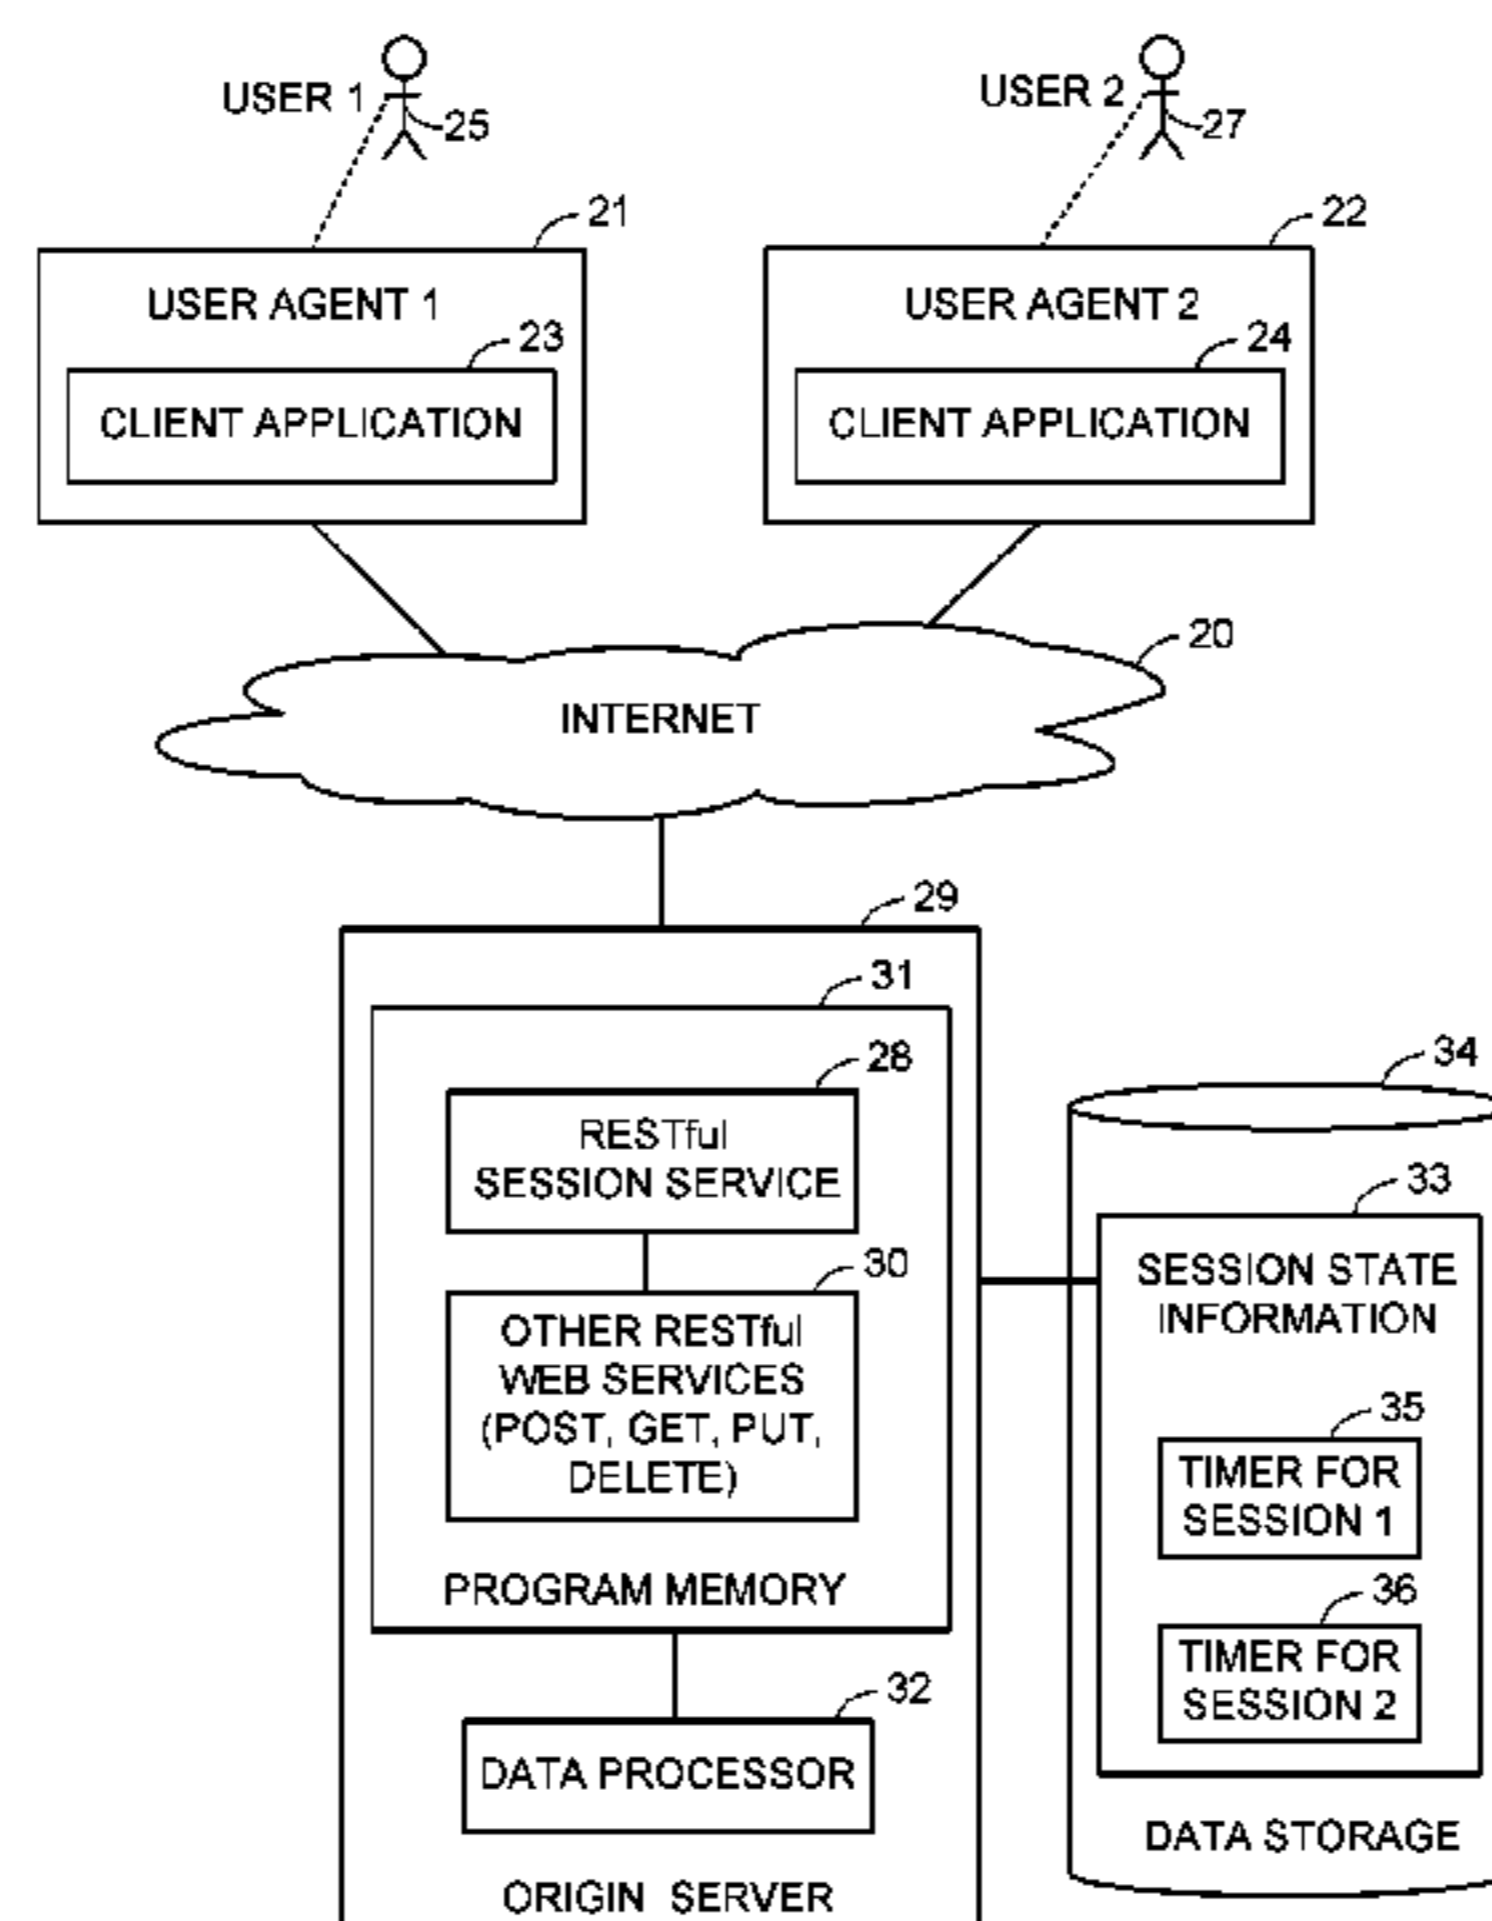 USER 1
25
USER 2
27
21
22
USER AGENT 1
USER AGENT 2
23
24
CLIENT APPLICATION
CLIENT APPLICATION
20
INTERNET
29
31
28
RESTful
SESSION SERVICE
30
OTHER RESTful
WEB SERVICES
(POST, GET, PUT,
DELETE)
PROGRAM MEMORY
32
DATA PROCESSOR
ORIGIN SERVER
34
33
SESSION STATE
INFORMATION
35
TIMER FOR
SESSION 1
36
TIMER FOR
SESSION 2
DATA STORAGE